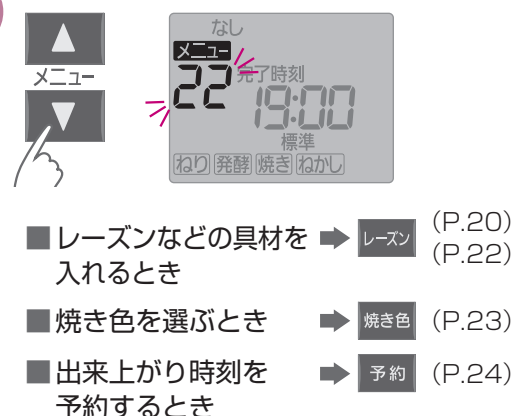 ▲
メニュー
▼
なし
メニュー
22
完了時刻
19:00
標準
ねり 発酵 焼き ねかし
■レーズンなどの具材を ➡ レーズン (P.20)
入れるとき (P.22)
■焼き色を選ぶとき ➡ 焼き色 (P.23)
■出来上がり時刻を ➡ 予約 (P.24)
予約するとき